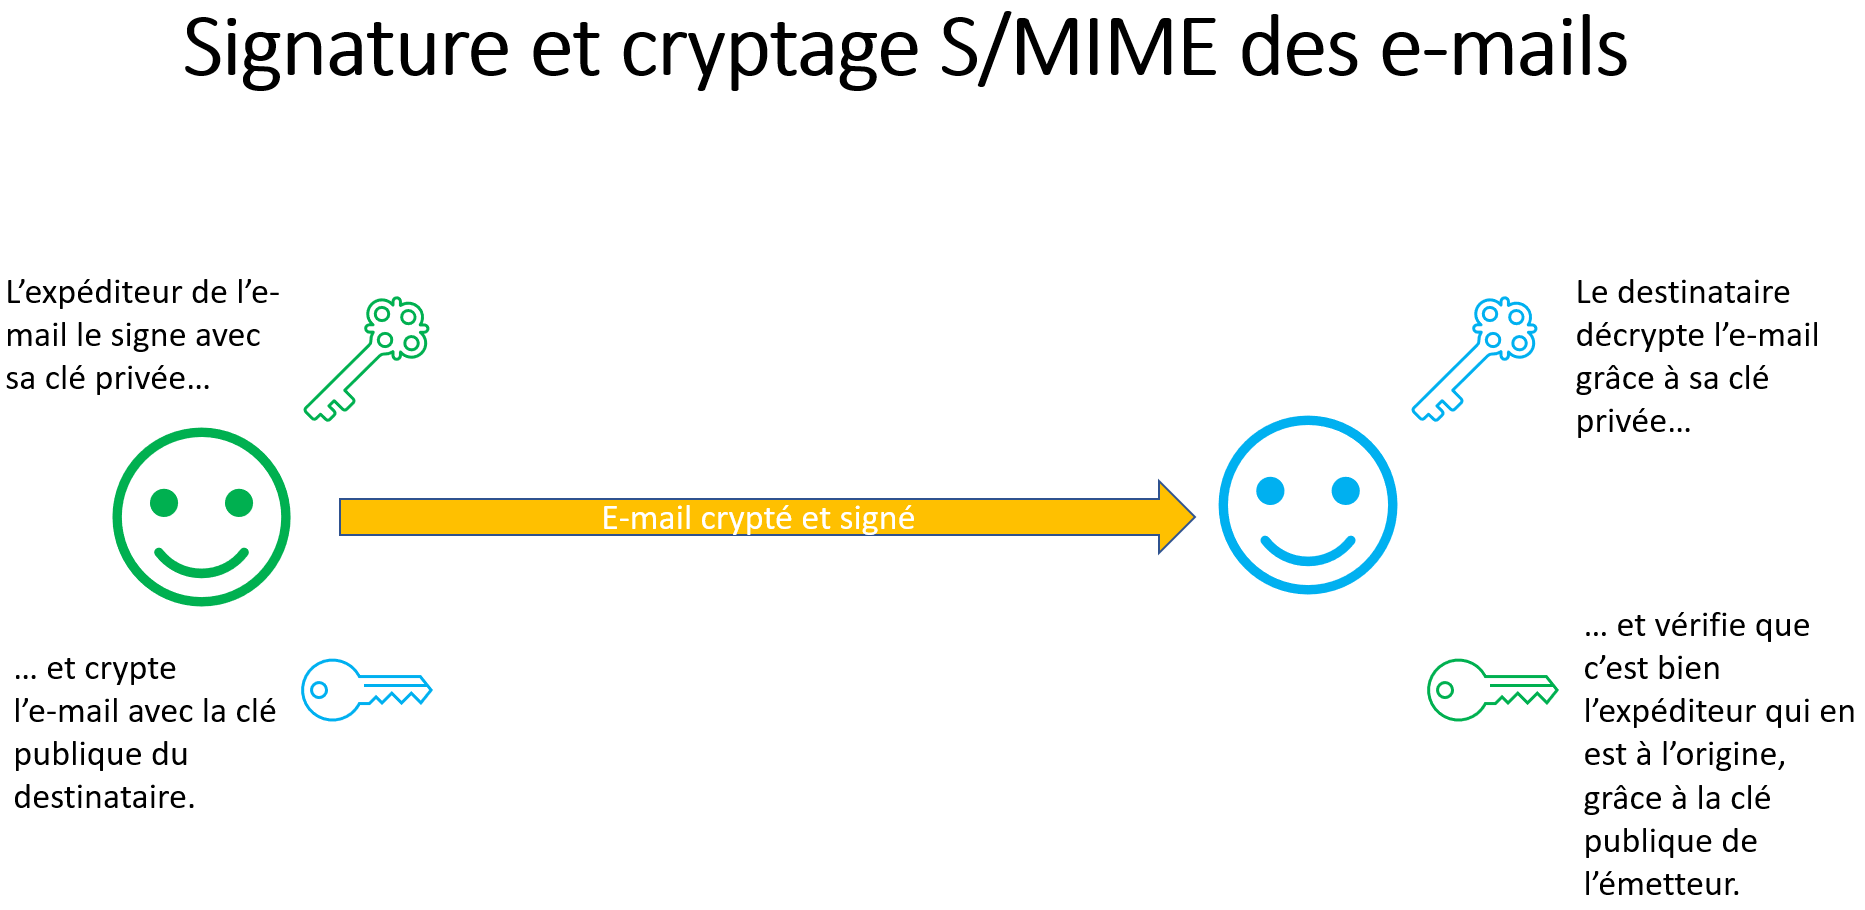 Signature et cryptage S/MIME des e-mails
L’expéditeur de l’e-
mail le signe avec
sa clé privée…
Le destinataire
décrypte l’e-mail
grâce à sa clé
privée…
E-mail crypté et signé
… et crypte
l’e-mail avec la clé
publique du
destinataire.
… et vérifie que
c’est bien
l’expéditeur qui en
est à l’origine,
grâce à la clé
publique de
l’émetteur.